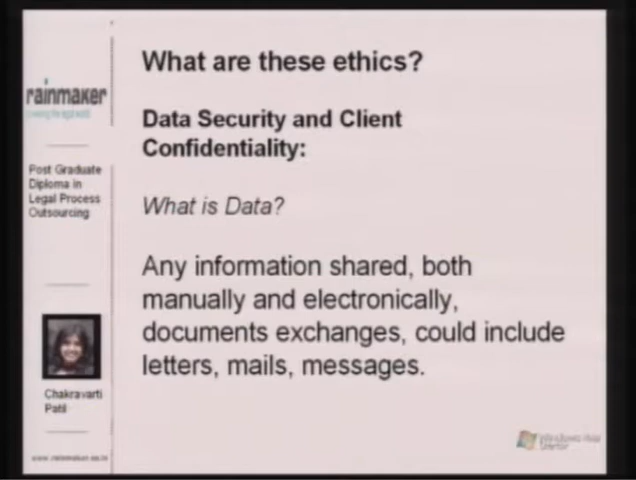 What are these ethics?
rainmaker
Data Security and Client
Confidentiality:
Post Graduate
Diploma in
Legal Process
Outsourcing
What is Data?
Any information shared, both
manually and electronically,
documents exchanges, could include
letters, mails, messages.
Chakravarti
Patil